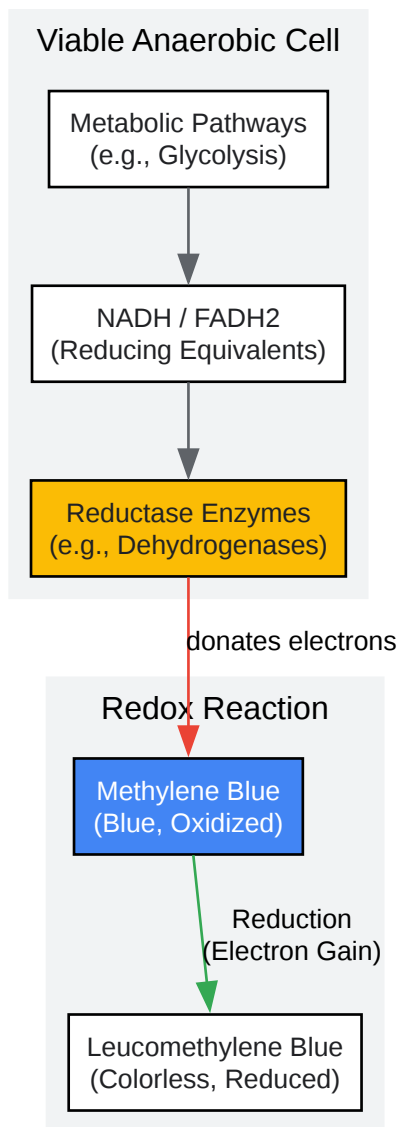 Viable Anaerobic Cell
Metabolic Pathways
(e.g., Glycolysis)
NADH / FADH2
(Reducing Equivalents)
Reductase Enzymes
(e.g., Dehydrogenases)
donates electrons
Redox Reaction
Methylene Blue
(Blue, Oxidized)
Reduction
(Electron Gain)
Leucomethylene Blue
(Colorless, Reduced)